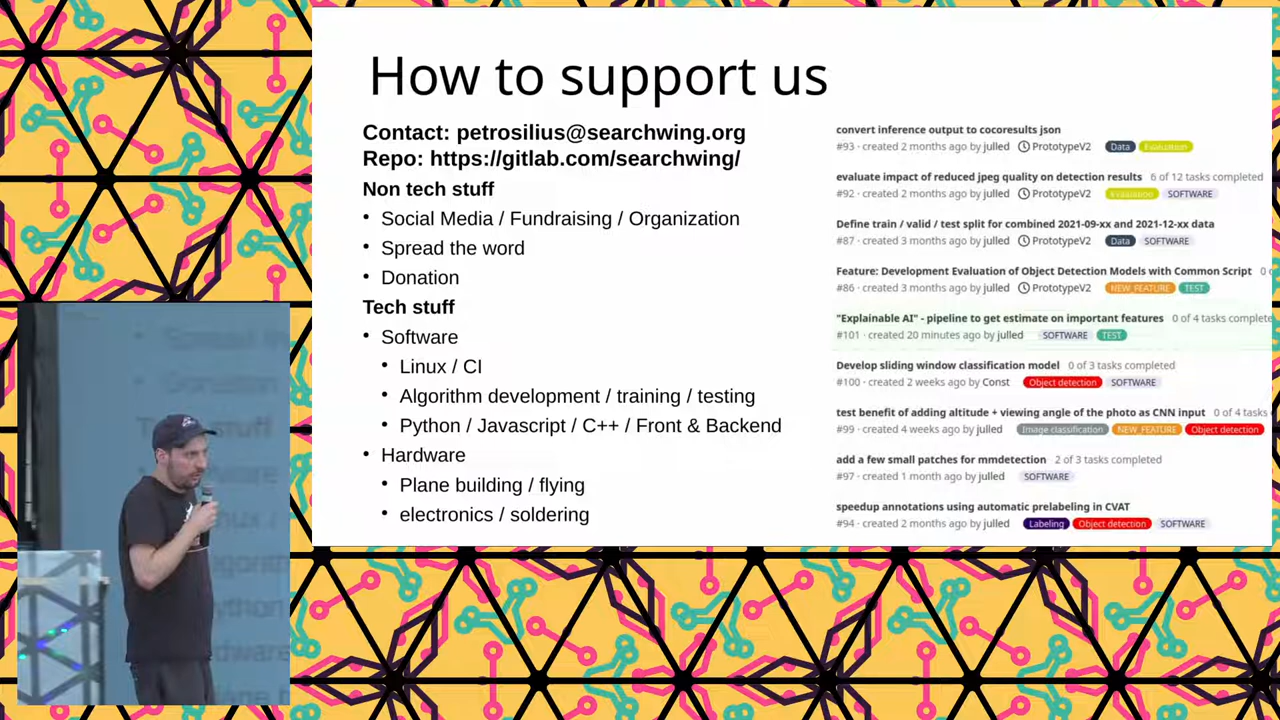 How to support us
Contact: petrosilius@searchwing.org
Repo: https://gitlab.com/searchwing/
Non tech stuff
• Social Media / Fundraising / Organization
• Spread the word
• Donation
Tech stuff
• Software
• Linux / CI
• Algorithm development / training / testing
• Python / Javascript / C++ / Front & Backend
• Hardware
• Plane building / flying
• electronics / soldering
convert inference output to cocoresults json
#93 · created 2 months ago by julled PrototypeV2 Data Evaluation
evaluate impact of reduced jpeg quality on detection results 6 of 12 tasks completed
#92 · created 2 months ago by julled PrototypeV2 Evaluation SOFTWARE
Define train / valid / test split for combined 2021-09-xx and 2021-12-xx data
#87 · created 3 months ago by julled PrototypeV2 Data SOFTWARE
Feature: Development Evaluation of Object Detection Models with Common Script 0
#86 · created 3 months ago by julled PrototypeV2 NEW_FEATURE TEST
"Explainable AI" - pipeline to get estimate on important features 0 of 4 tasks complete
#101 · created 20 minutes ago by julled SOFTWARE TEST
Develop sliding window classification model 0 of 3 tasks completed
#100 · created 2 weeks ago by Const Object detection SOFTWARE
test benefit of adding altitude + viewing angle of the photo as CNN input 0 of 4 tasks
#99 · created 4 weeks ago by julled Image classification NEW_FEATURE Object detection
add a few small patches for mmdetection 2 of 3 tasks completed
#97 · created 1 month ago by julled SOFTWARE
speedup annotations using automatic prelabeling in CVAT
#94 · created 2 months ago by julled Labeling Object detection SOFTWARE